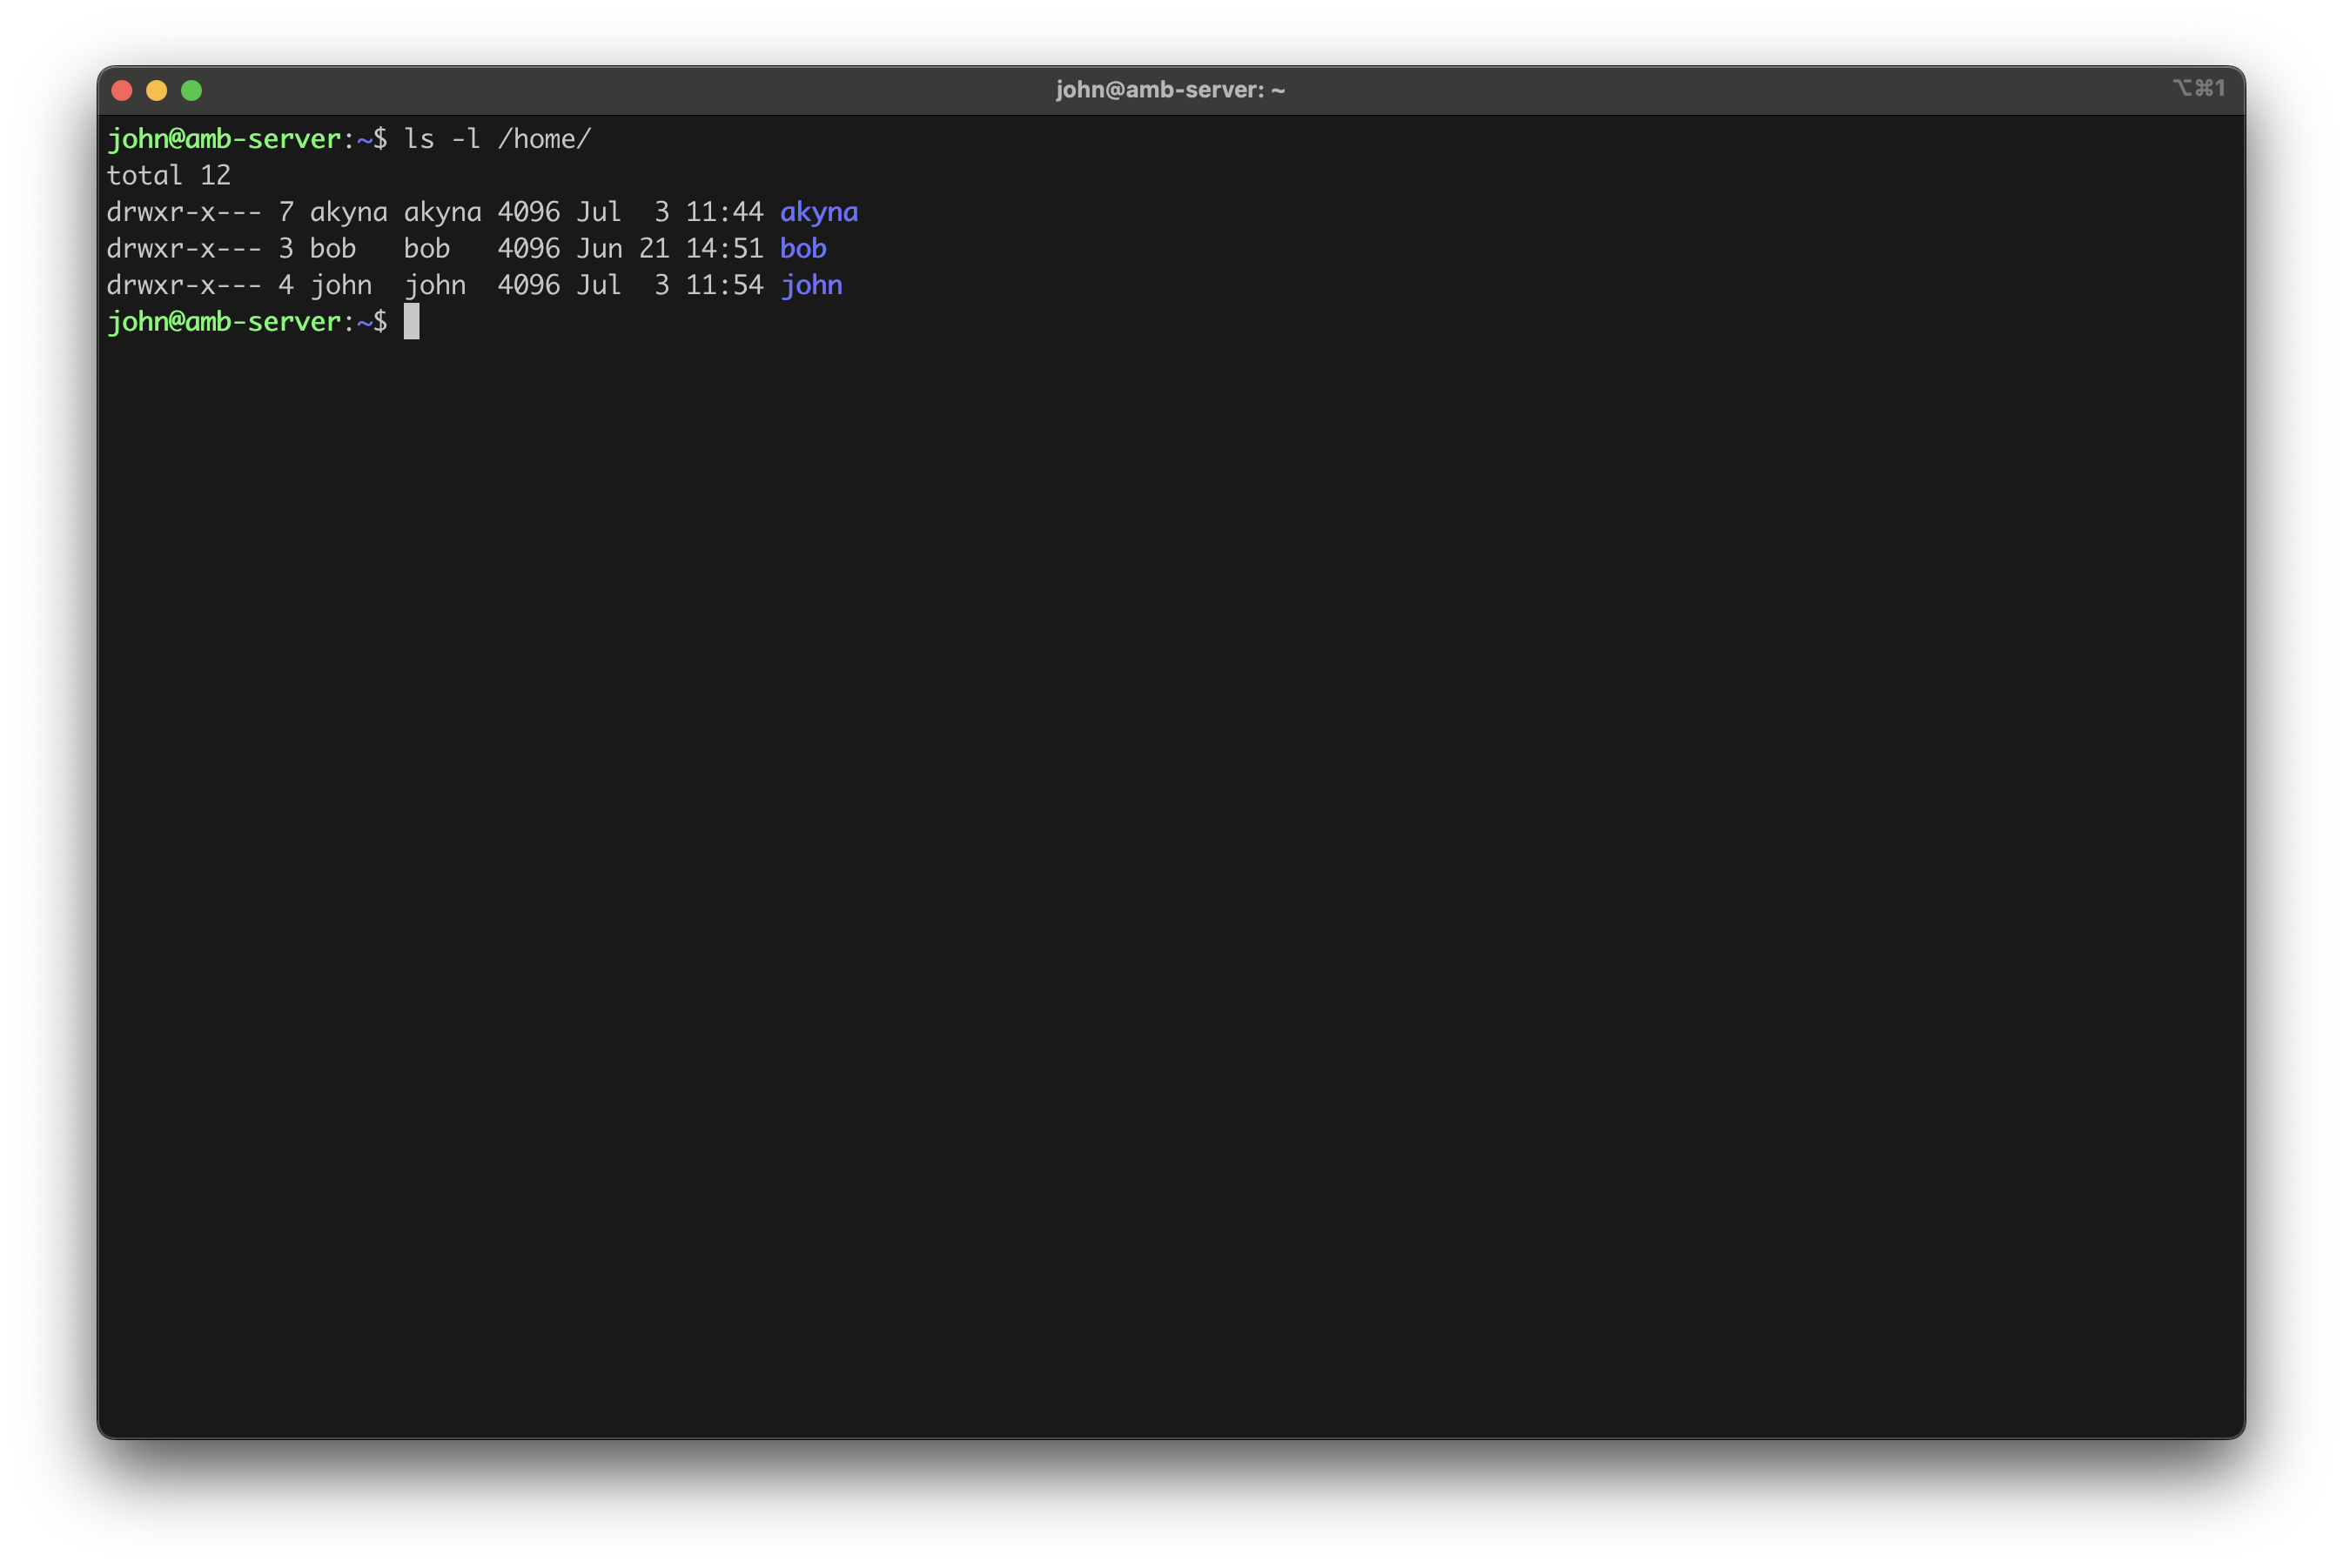 john@amb-server: ~
⌥⌘1
john@amb-server:~$ ls -l /home/
total 12
drwxr-x--- 7 akyna akyna 4096 Jul  3 11:44 akyna
drwxr-x--- 3 bob   bob   4096 Jun 21 14:51 bob
drwxr-x--- 4 john  john  4096 Jul  3 11:54 john
john@amb-server:~$